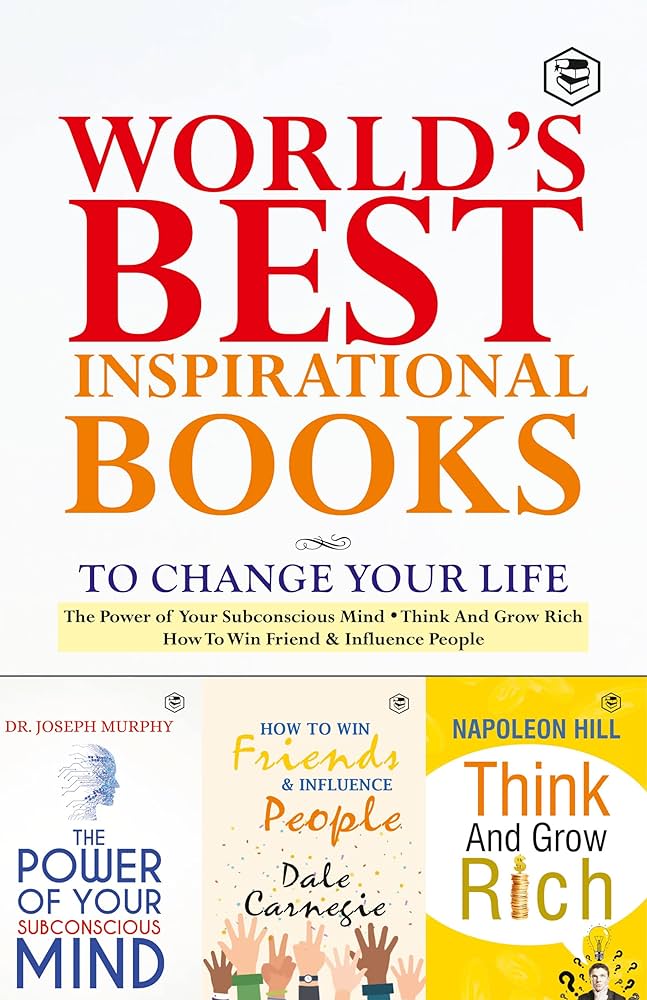 WORLD'S
BEST
INSPIRATIONAL
BOOKS
TO CHANGE YOUR LIFE
The Power of Your Subconscious Mind • Think And Grow Rich
How To Win Friend & Influence People
DR. JOSEPH MURPHY
THE
POWER
OF YOUR
SUBCONSCIOUS
MIND
HOW TO WIN
Friends
& INFLUENCE
People
Dale
Carnegie
NAPOLEON HILL
Think
And Grow
Rich
$
? ? ? ? ?